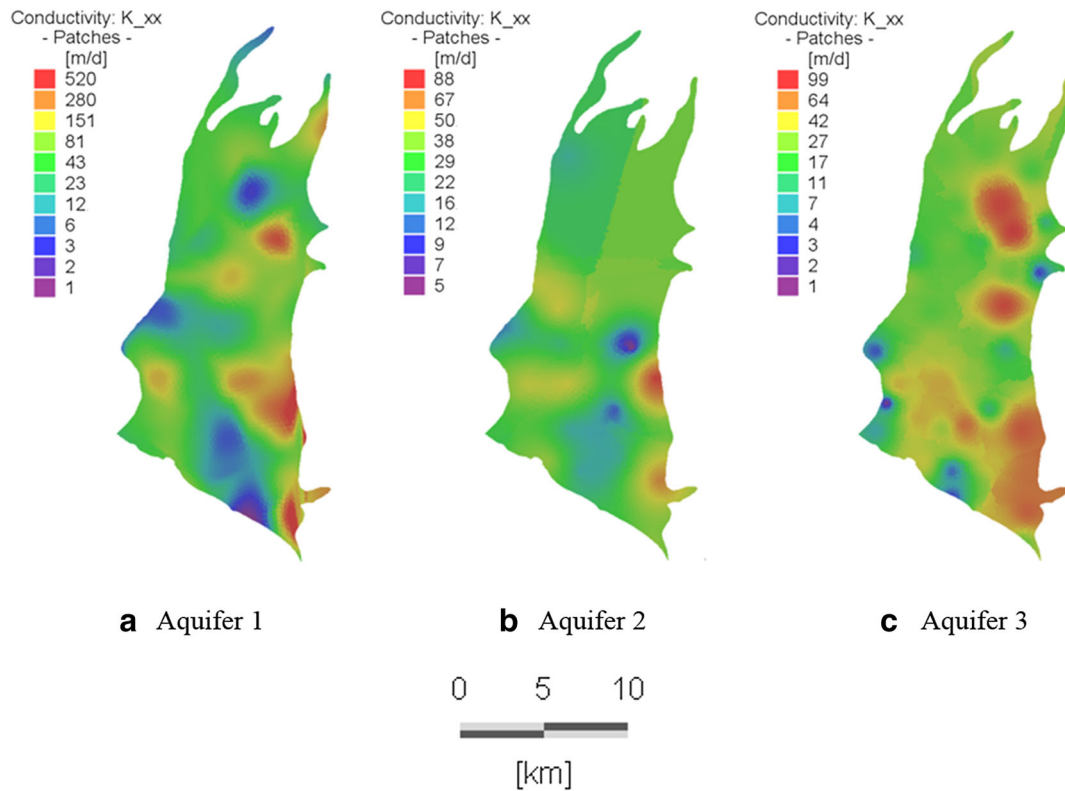 Conductivity: K_xx
- Patches -
[m/d]
520
280
151
81
43
23
12
6
3
2
1
Conductivity: K_xx
- Patches -
[m/d]
88
67
50
38
29
22
16
12
9
7
5
Conductivity: K_xx
- Patches -
[m/d]
99
64
42
27
17
11
7
4
3
2
1
a Aquifer 1
b Aquifer 2
c Aquifer 3
0 5 10
[km]